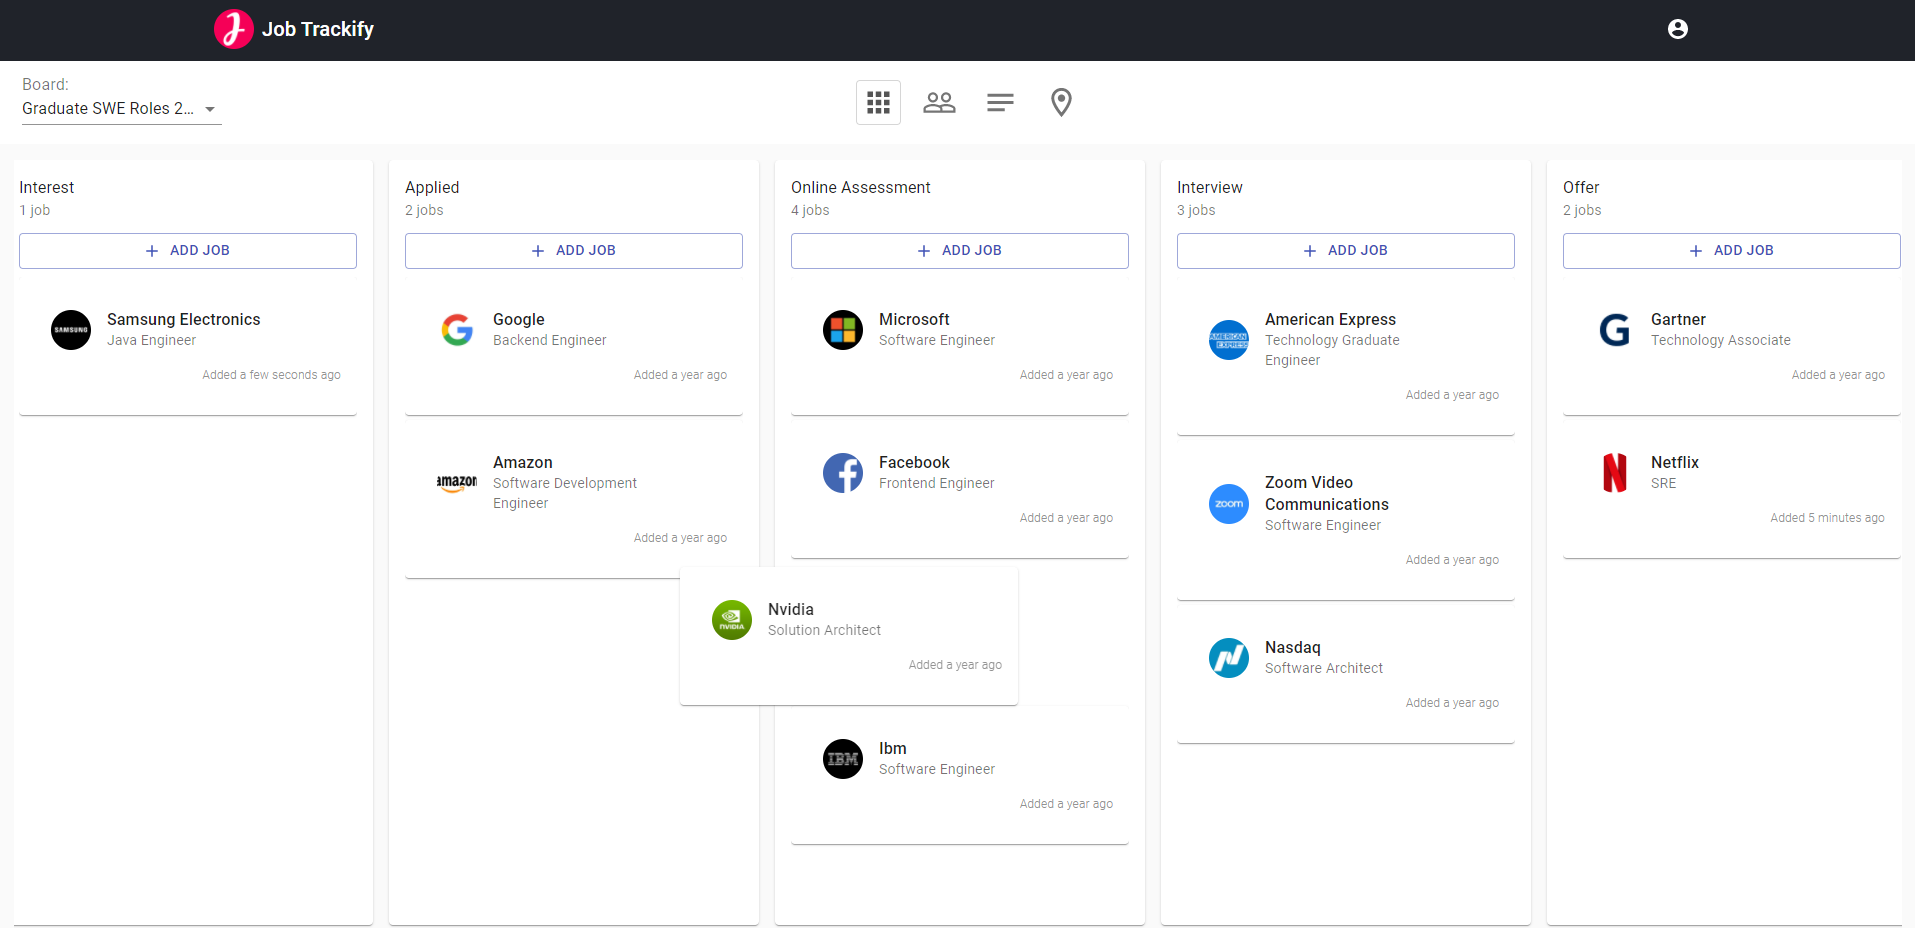 Job Trackify
Board:
Graduate SWE Roles 2...
Interest
1 job
ADD JOB
SAMSUNG
Samsung Electronics
Java Engineer
Added a few seconds ago
Applied
2 jobs
ADD JOB
Google
Backend Engineer
Added a year ago
amazon
Amazon
Software Development
Engineer
Added a year ago
Online Assessment
4 jobs
ADD JOB
Microsoft
Software Engineer
Added a year ago
Facebook
Frontend Engineer
Added a year ago
NVIDIA
Nvidia
Solution Architect
Added a year ago
IBM
Ibm
Software Engineer
Added a year ago
Interview
3 jobs
ADD JOB
AMERICAN
EXPRESS
American Express
Technology Graduate
Engineer
Added a year ago
zoom
Zoom Video
Communications
Software Engineer
Added a year ago
Nasdaq
Software Architect
Added a year ago
Offer
2 jobs
ADD JOB
G
Gartner
Technology Associate
Added a year ago
N
Netflix
SRE
Added 5 minutes ago